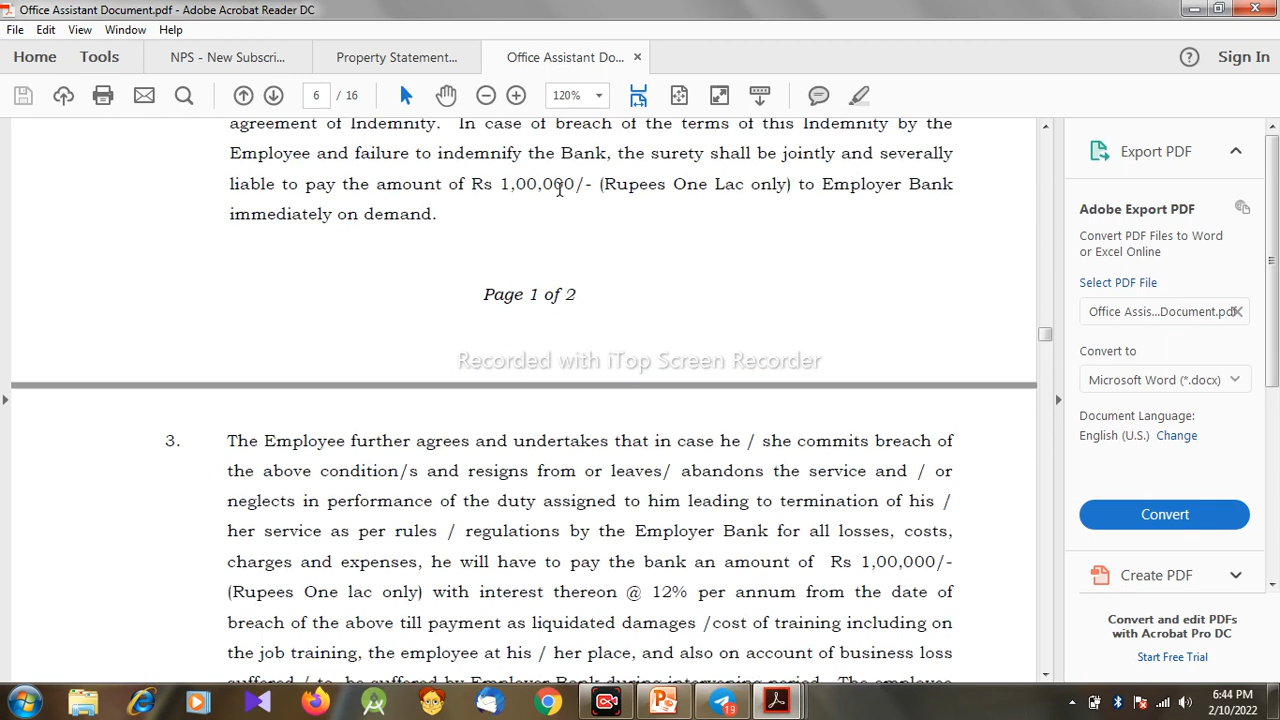 Office Assistant Document.pdf - Adobe Acrobat Reader DC
File Edit View Window Help
Home Tools NPS - New Subscri... Property Statement... Office Assistant Do... × ? Sign In
6 / 16 120%
agreement of Indemnity. In case of breach of the terms of this Indemnity by the
Employee and failure to indemnify the Bank, the surety shall be jointly and severally
liable to pay the amount of Rs 1,00,000/- (Rupees One Lac only) to Employer Bank
immediately on demand.
Page 1 of 2
Recorded with iTop Screen Recorder
3. The Employee further agrees and undertakes that in case he / she commits breach of
the above condition/s and resigns from or leaves/ abandons the service and / or
neglects in performance of the duty assigned to him leading to termination of his /
her service as per rules / regulations by the Employer Bank for all losses, costs,
charges and expenses, he will have to pay the bank an amount of Rs 1,00,000/-
(Rupees One lac only) with interest thereon @ 12% per annum from the date of
breach of the above till payment as liquidated damages /cost of training including on
the job training, the employee at his / her place, and also on account of business loss
suffered / to be suffered by Employer Bank during intervening period. The employee
Export PDF
Adobe Export PDF
Convert PDF Files to Word
or Excel Online
Select PDF File
Office Assis...Document.pdf
Convert to
Microsoft Word (*.docx)
Document Language:
English (U.S.) Change
Convert
Create PDF
Convert and edit PDFs
with Acrobat Pro DC
Start Free Trial
19
6:44 PM
2/10/2022